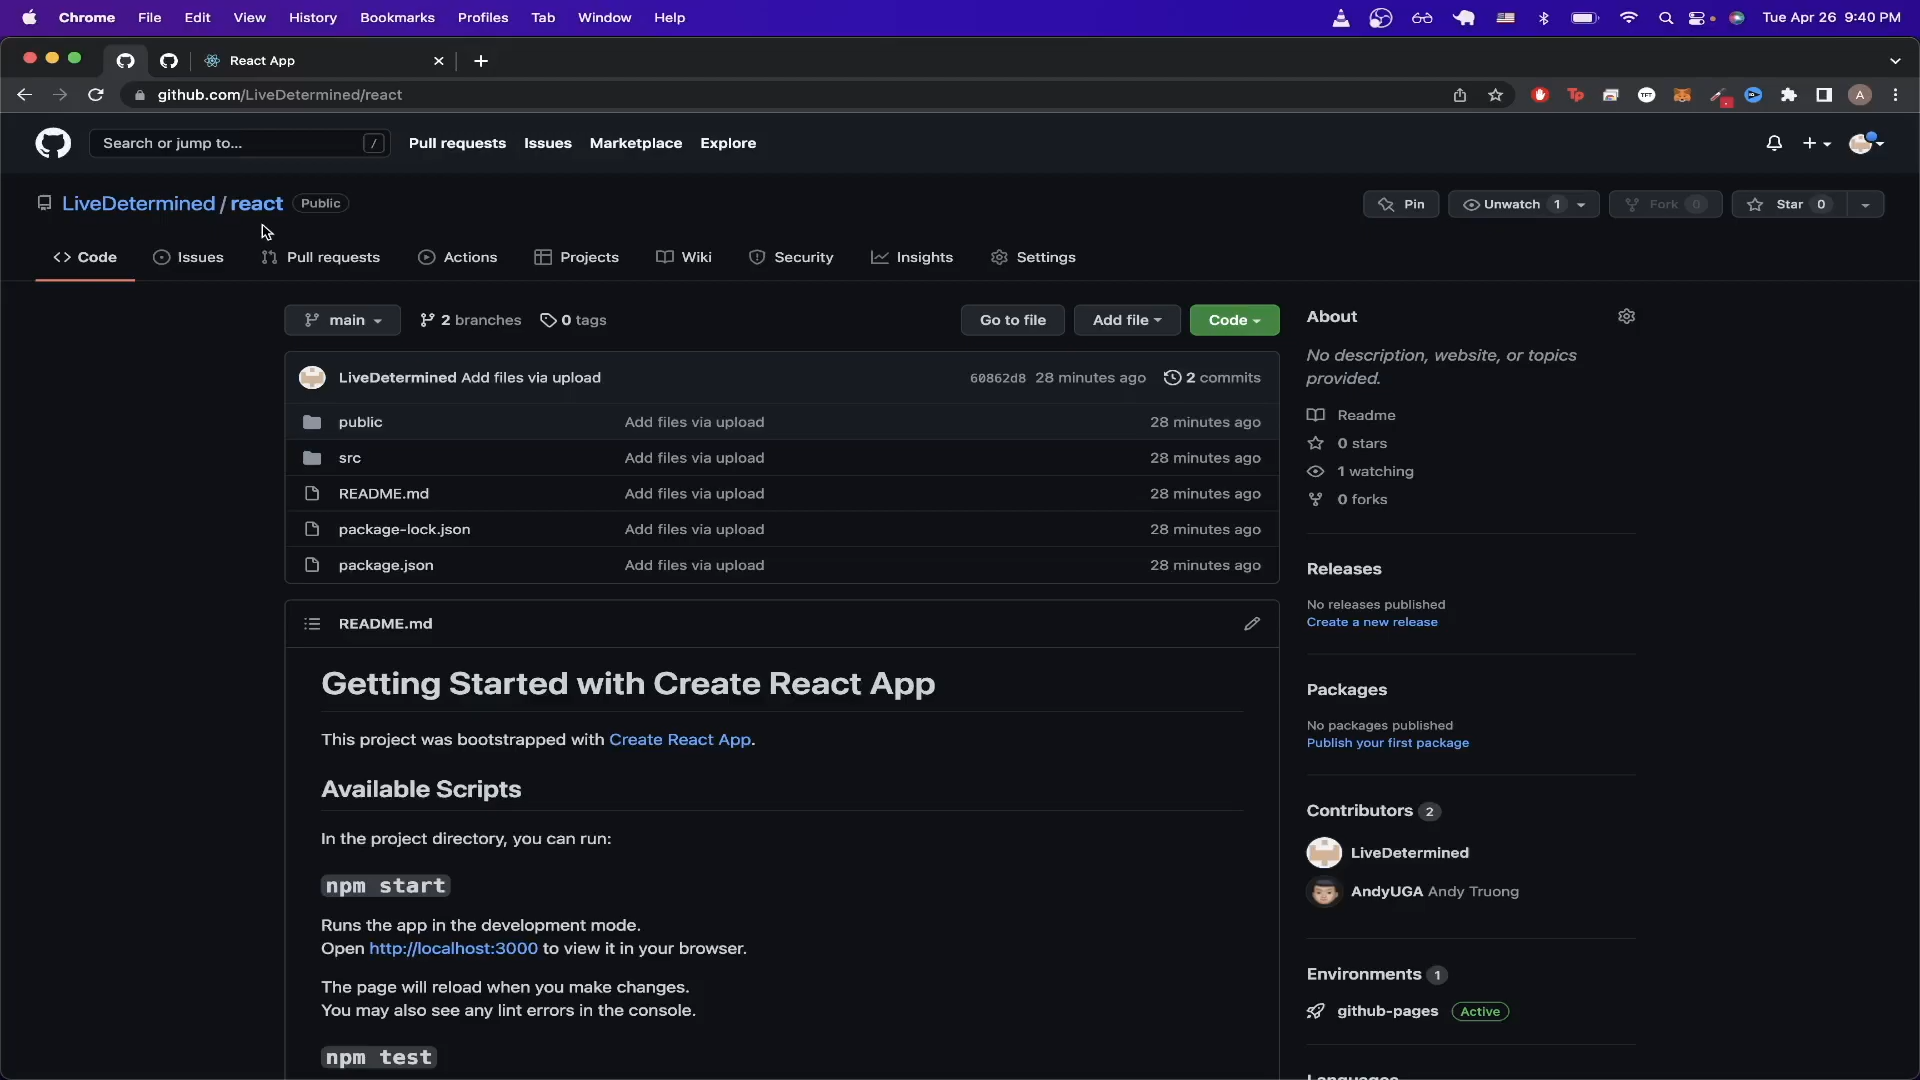 Chrome File Edit View History Bookmarks Profiles Tab Window Help Tue Apr 26 9:40 PM
React App
github.com/LiveDetermined/react
Search or jump to... / Pull requests Issues Marketplace Explore
LiveDetermined / react Public
Pin Unwatch 1 Fork 0 Star 0
<> Code Issues Pull requests Actions Projects Wiki Security Insights Settings
main 2 branches 0 tags Go to file Add file Code
LiveDetermined Add files via upload 60862d8 28 minutes ago 2 commits
public Add files via upload 28 minutes ago
src Add files via upload 28 minutes ago
README.md Add files via upload 28 minutes ago
package-lock.json Add files via upload 28 minutes ago
package.json Add files via upload 28 minutes ago
README.md
Getting Started with Create React App
This project was bootstrapped with Create React App.
Available Scripts
In the project directory, you can run:
npm start
Runs the app in the development mode.
Open http://localhost:3000 to view it in your browser.
The page will reload when you make changes.
You may also see any lint errors in the console.
npm test
About
No description, website, or topics
provided.
Readme
0 stars
1 watching
0 forks
Releases
No releases published
Create a new release
Packages
No packages published
Publish your first package
Contributors 2
LiveDetermined
AndyUGA Andy Truong
Environments 1
github-pages Active
Languages